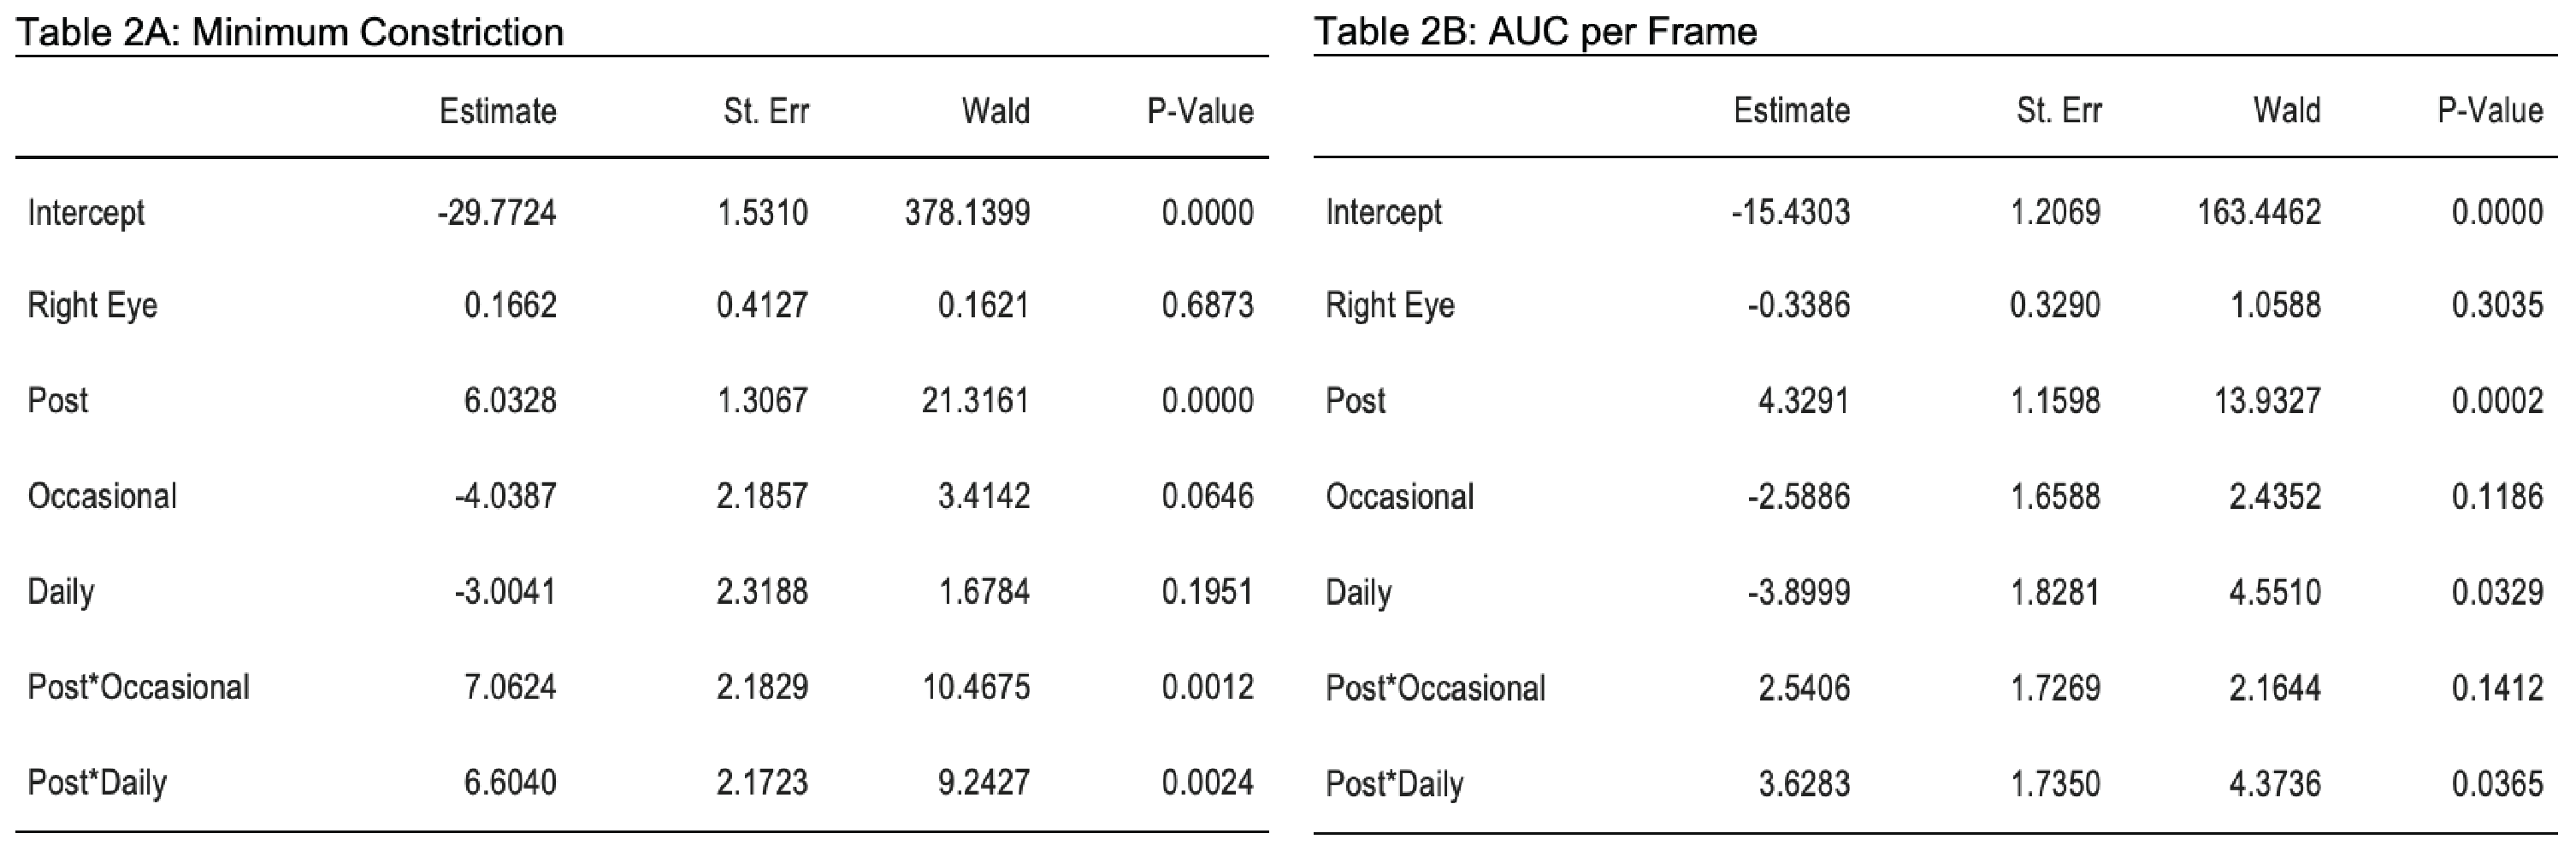 Table 2A: Minimum Constriction
Estimate St. Err Wald P-Value
Intercept -29.7724 1.5310 378.1399 0.0000
Right Eye 0.1662 0.4127 0.1621 0.6873
Post 6.0328 1.3067 21.3161 0.0000
Occasional -4.0387 2.1857 3.4142 0.0646
Daily -3.0041 2.3188 1.6784 0.1951
Post*Occasional 7.0624 2.1829 10.4675 0.0012
Post*Daily 6.6040 2.1723 9.2427 0.0024
Table 2B: AUC per Frame
Estimate St. Err Wald P-Value
Intercept -15.4303 1.2069 163.4462 0.0000
Right Eye -0.3386 0.3290 1.0588 0.3035
Post 4.3291 1.1598 13.9327 0.0002
Occasional -2.5886 1.6588 2.4352 0.1186
Daily -3.8999 1.8281 4.5510 0.0329
Post*Occasional 2.5406 1.7269 2.1644 0.1412
Post*Daily 3.6283 1.7350 4.3736 0.0365